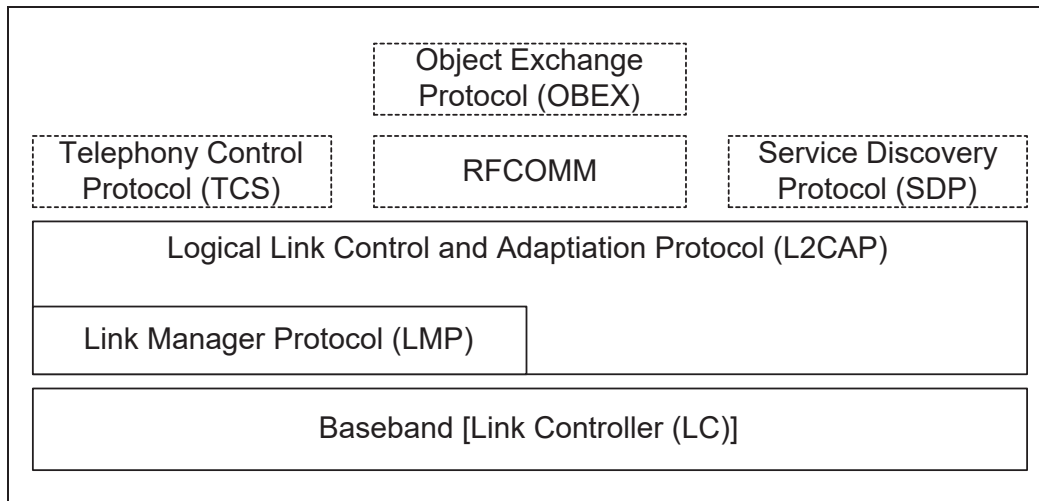 Object Exchange
Protocol (OBEX)
Telephony Control
Protocol (TCS)
RFCOMM
Service Discovery
Protocol (SDP)
Logical Link Control and Adaptiation Protocol (L2CAP)
Link Manager Protocol (LMP)
Baseband [Link Controller (LC)]